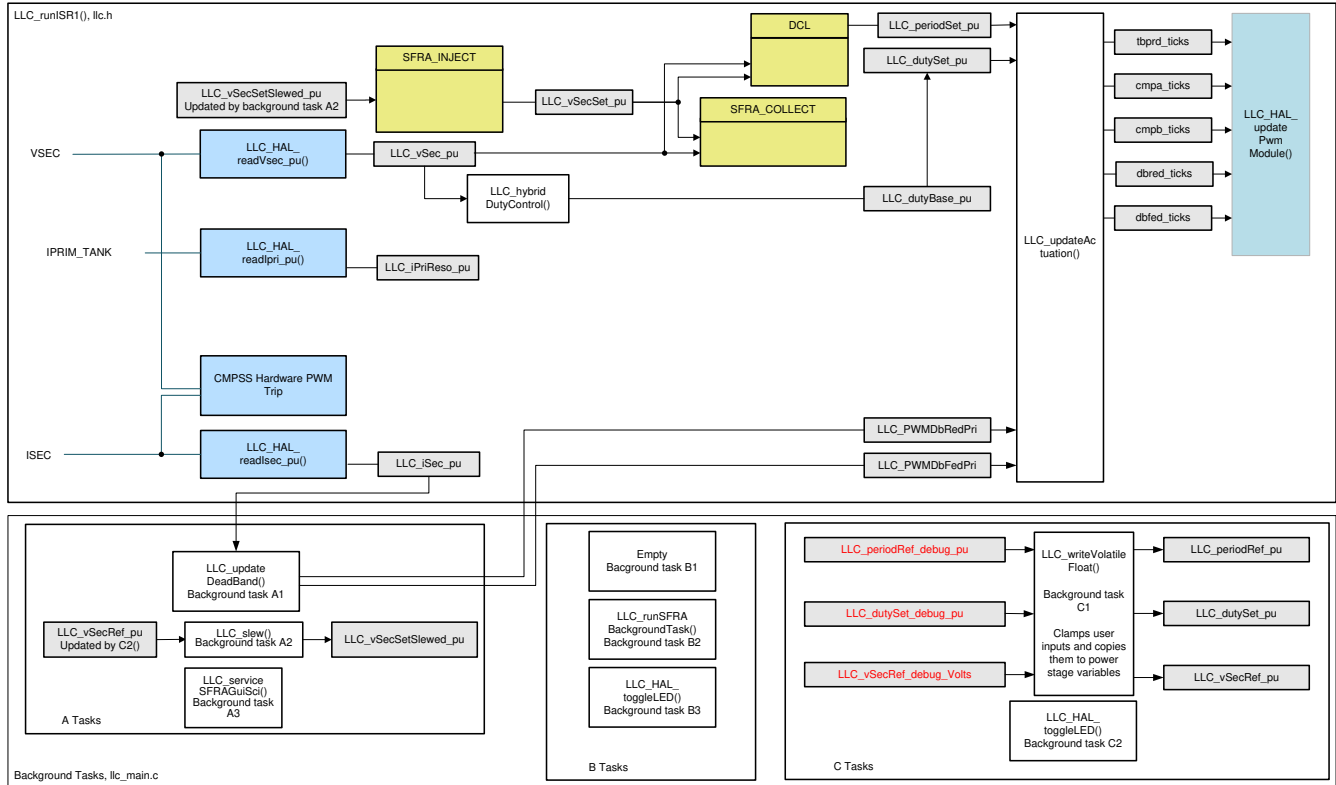 LLC_runISR1(), llc.h
DCL
LLC_periodSet_pu
tbprd_ticks
SFRA_INJECT
LLC_dutySet_pu
cmpa_ticks
LLC_vSecSetSlewed_pu
Updated by background task A2
LLC_vSecSet_pu
SFRA_COLLECT
cmpb_ticks
LLC_HAL_
update
Pwm
Module()
VSEC
LLC_HAL_
readVsec_pu()
LLC_vSec_pu
dbred_ticks
LLC_hybrid
DutyControl()
LLC_dutyBase_pu
dbfed_ticks
LLC_updateAc
tuation()
IPRIM_TANK
LLC_HAL_
readIpri_pu()
LLC_iPriReso_pu
CMPSS Hardware PWM
Trip
LLC_PWMDbRedPri
ISEC
LLC_HAL_
readIsec_pu()
LLC_iSec_pu
LLC_PWMDbFedPri
LLC_update
DeadBand()
Background task A1
LLC_vSecRef_pu
Updated by C2()
LLC_slew()
Background task A2
LLC_vSecSetSlewed_pu
LLC_service
SFRAGuiSci()
Background task
A3
A Tasks
Empty
Bacground task B1
LLC_runSFRA
BackgroundTask()
Background task B2
LLC_HAL_
toggleLED()
Background task B3
B Tasks
LLC_periodRef_debug_pu
LLC_dutySet_debug_pu
LLC_vSecRef_debug_Volts
LLC_writeVolatile
Float()
Background task
C1
Clamps user
inputs and copies
them to power
stage variables
LLC_periodRef_pu
LLC_dutySet_pu
LLC_vSecRef_pu
LLC_HAL_
toggleLED()
Background task C2
C Tasks
Background Tasks, llc_main.c